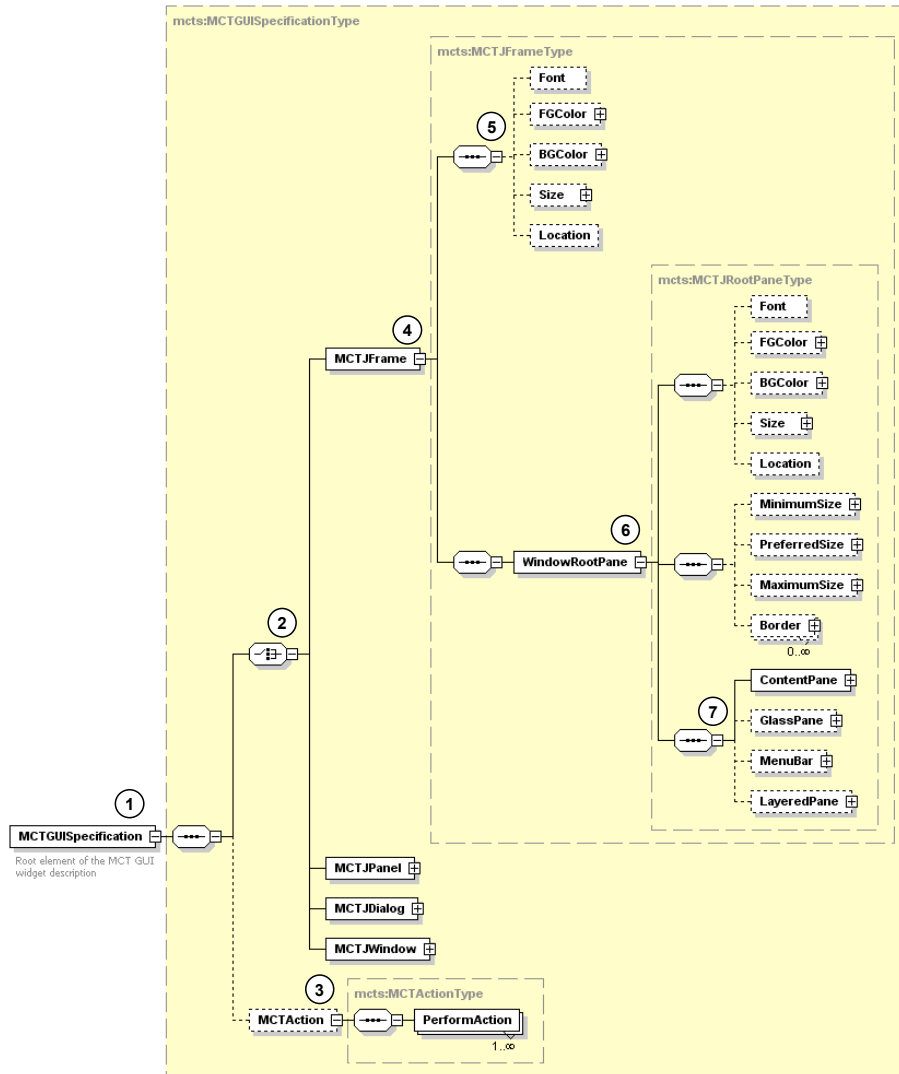 mcts:MCTGUISpecificationType
mcts:MCTJFrameType
Font
5
FGColor
BGColor
Size
Location
mcts:MCTJRootPaneType
Font
4
FGColor
MCTJFrame
BGColor
Size
Location
MinimumSize
6
PreferredSize
WindowRootPane
MaximumSize
2
Border
0..∞
ContentPane
7
GlassPane
MenuBar
1
LayeredPane
MCTGUISpecification
Root element of the MCT GUI
widget description
MCTJPanel
MCTJDialog
MCTJWindow
3
mcts:MCTActionType
MCTAction
PerformAction
1..∞